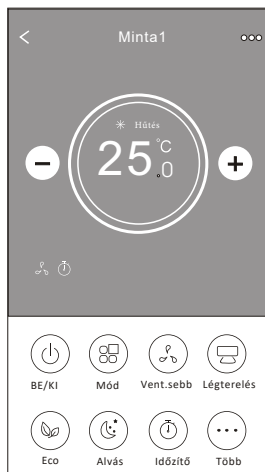 Minta1
Hűtés
25.0 °C
BE/KI Mód Vent.sebb Légterelés
Eco Alvás Időzítő Több